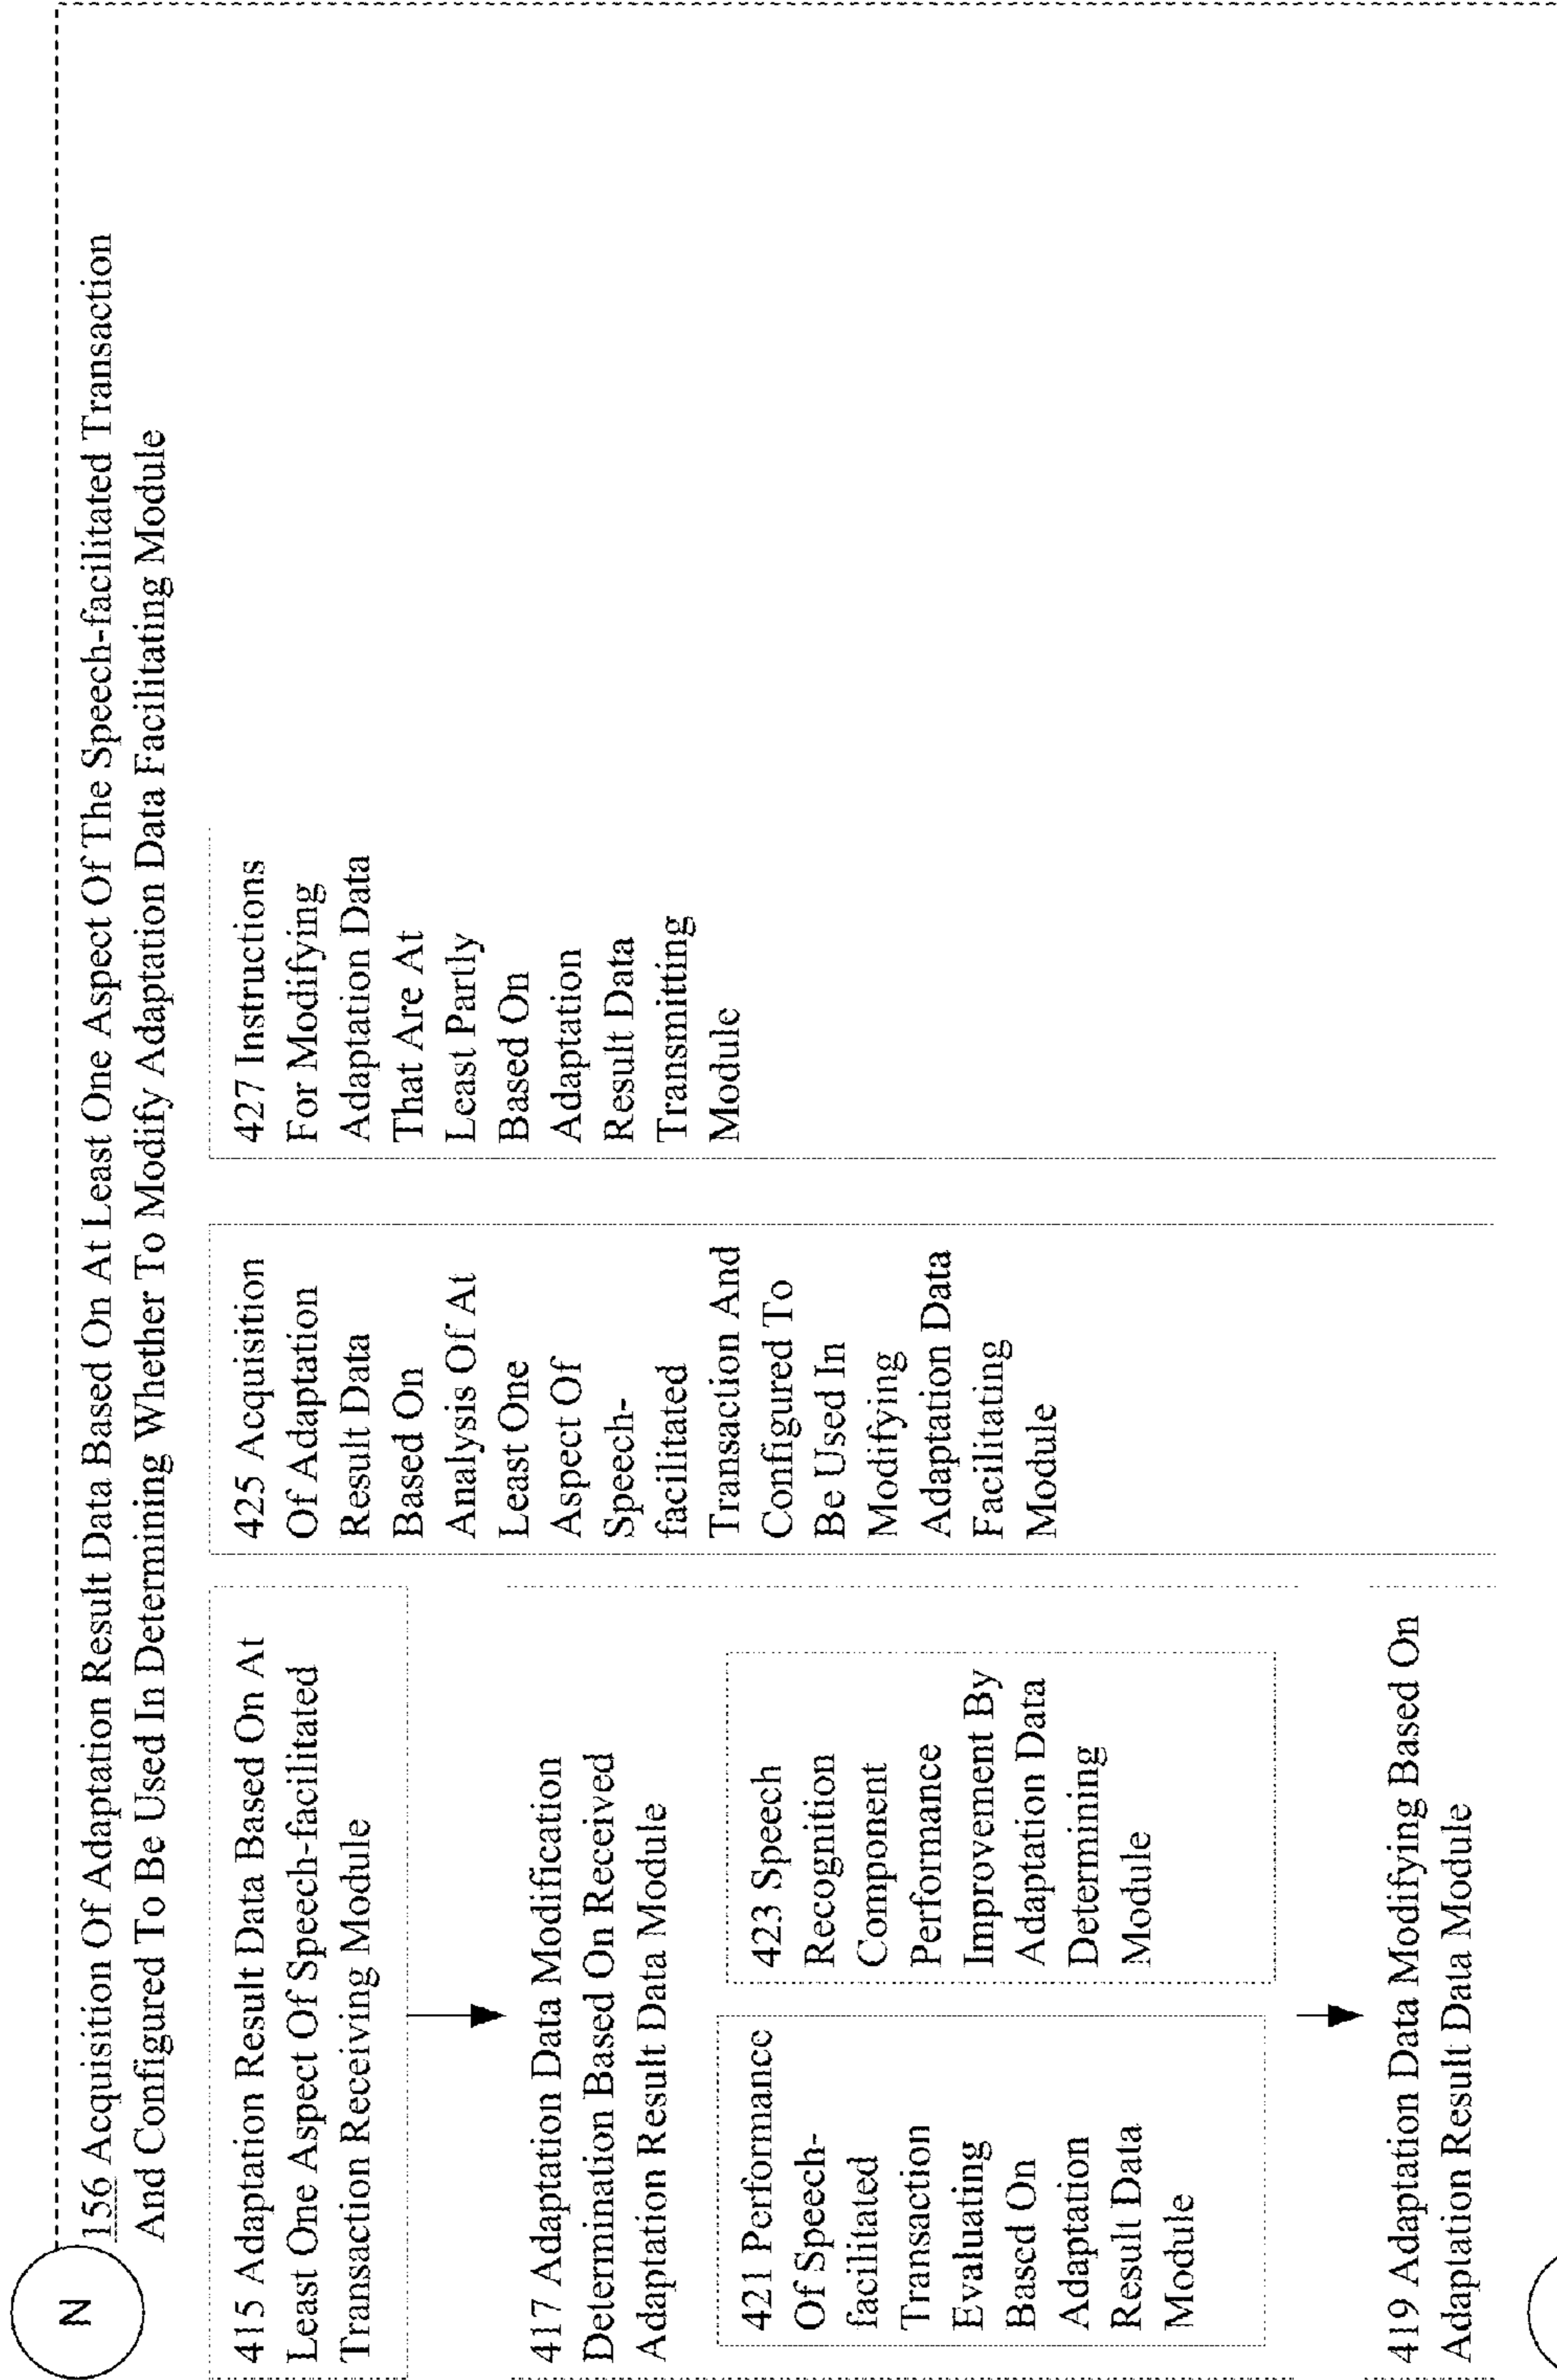 N
156 Acquisition Of Adaptation Result Data Based On At Least One Aspect Of The Speech-facilitated Transaction
And Configured To Be Used In Determining Whether To Modify Adaptation Data Facilitating Module
415 Adaptation Result Data Based On At
Least One Aspect Of Speech-facilitated
Transaction Receiving Module
417 Adaptation Data Modification
Determination Based On Received
Adaptation Result Data Module
421 Performance
Of Speech-
facilitated
Transaction
Evaluating
Based On
Adaptation
Result Data
Module
423 Speech
Recognition
Component
Performance
Improvement By
Adaptation Data
Determining
Module
419 Adaptation Data Modifying Based On
Adaptation Result Data Module
425 Acquisition
Of Adaptation
Result Data
Based On
Analysis Of At
Least One
Aspect Of
Speech-
facilitated
Transaction And
Configured To
Be Used In
Modifying
Adaptation Data
Facilitating
Module
427 Instructions
For Modifying
Adaptation Data
That Are At
Least Partly
Based On
Adaptation
Result Data
Transmitting
Module